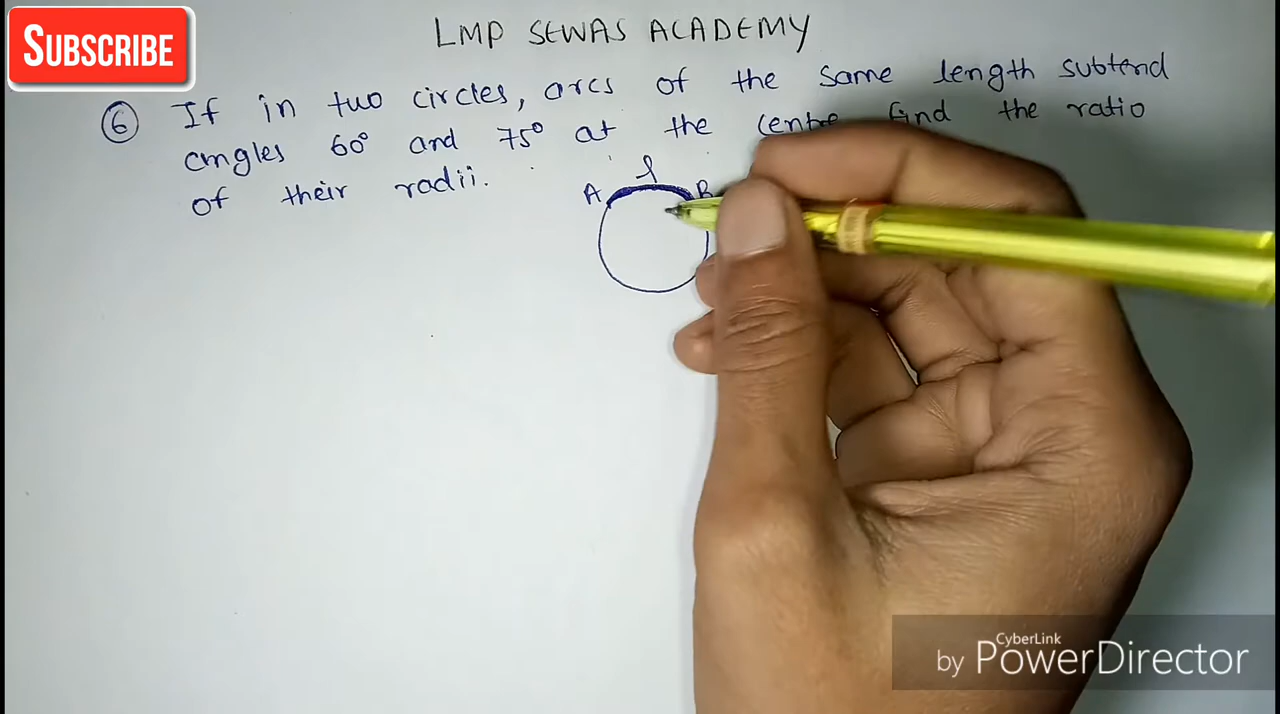 SUBSCRIBE
LMP SEWAS ACADEMY
6 If in two circles, arcs of the same length subtend
angles 60° and 75° at the centre find the ratio
of their radii.
l
A B
CyberLink
by PowerDirector